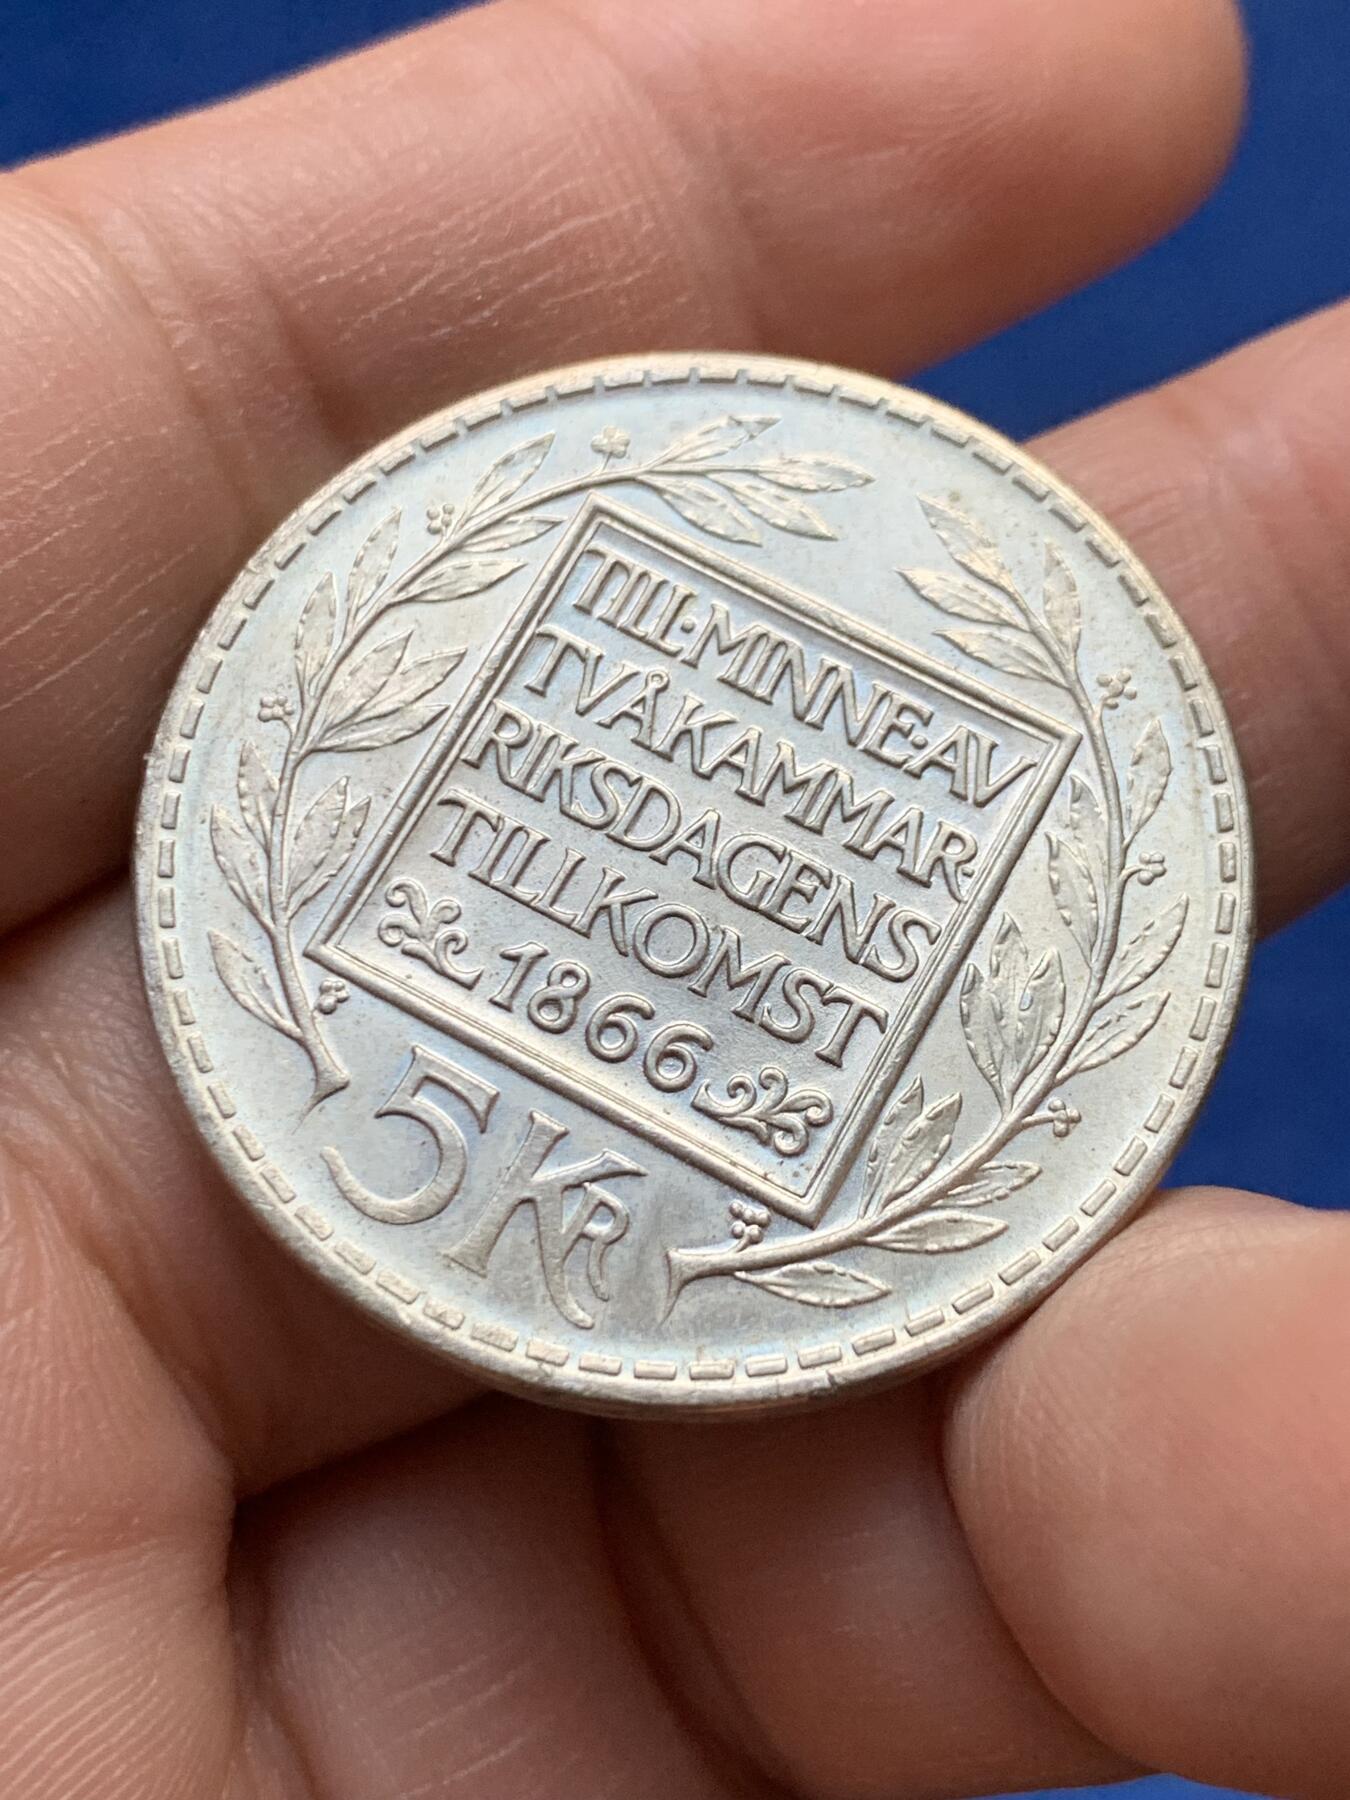 TILL·MINNE·AV
TVÅKAMMAR-
RIKSDAGENS
TILLKOMST
1866
5 KR